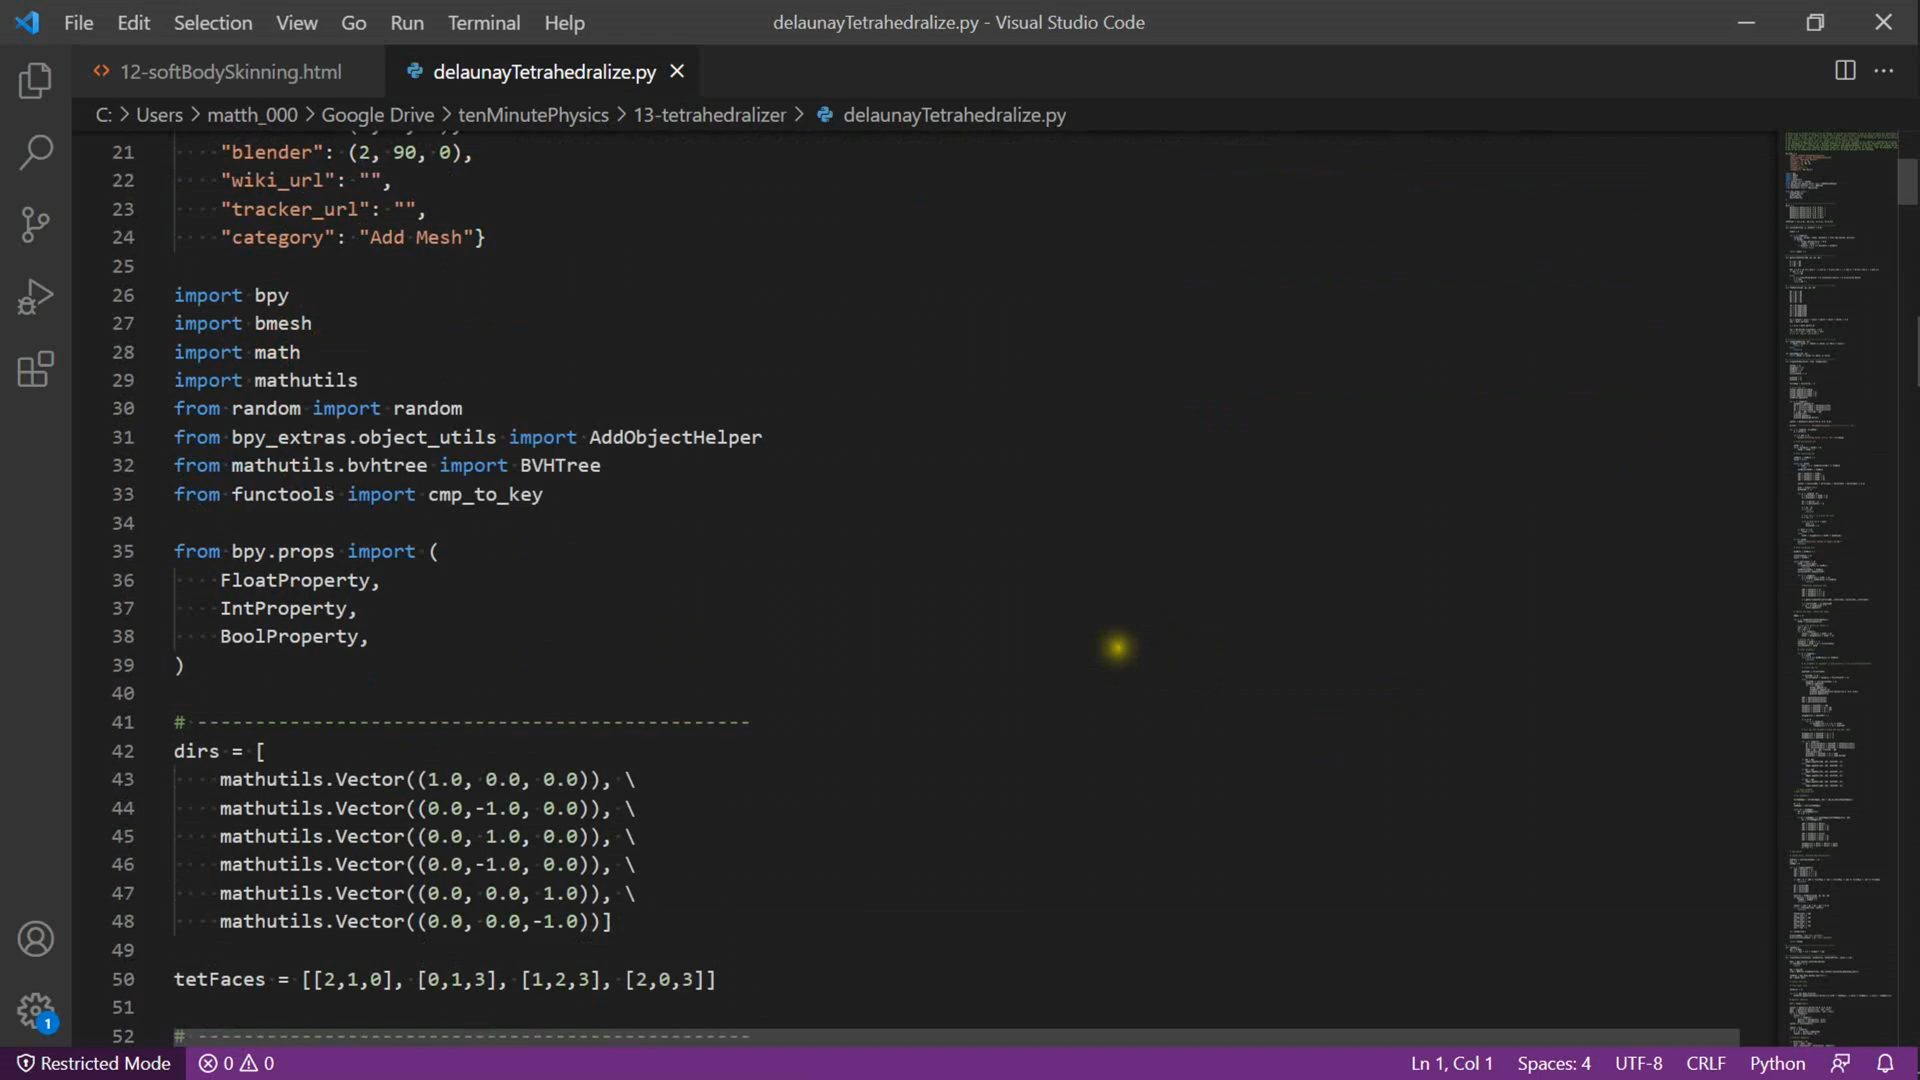 File Edit Selection View Go Run Terminal Help
delaunayTetrahedralize.py - Visual Studio Code
12-softBodySkinning.html
delaunayTetrahedralize.py
C: > Users > matth_000 > Google Drive > tenMinutePhysics > 13-tetrahedralizer > delaunayTetrahedralize.py
21 "blender": (2, 90, 0),
22 "wiki_url": "",
23 "tracker_url": "",
24 "category": "Add Mesh"}
25
26 import bpy
27 import bmesh
28 import math
29 import mathutils
30 from random import random
31 from bpy_extras.object_utils import AddObjectHelper
32 from mathutils.bvhtree import BVHTree
33 from functools import cmp_to_key
34
35 from bpy.props import (
36 FloatProperty,
37 IntProperty,
38 BoolProperty,
39 )
40
41 # ------------------------------------------------
42 dirs = [
43 mathutils.Vector((1.0, 0.0, 0.0)), \
44 mathutils.Vector((0.0,-1.0, 0.0)), \
45 mathutils.Vector((0.0, 1.0, 0.0)), \
46 mathutils.Vector((0.0,-1.0, 0.0)), \
47 mathutils.Vector((0.0, 0.0, 1.0)), \
48 mathutils.Vector((0.0, 0.0,-1.0))]
49
50 tetFaces = [[2,1,0], [0,1,3], [1,2,3], [2,0,3]]
51
52 # ------------------------------------------------
1
Restricted Mode 0 0
Ln 1, Col 1 Spaces: 4 UTF-8 CRLF Python